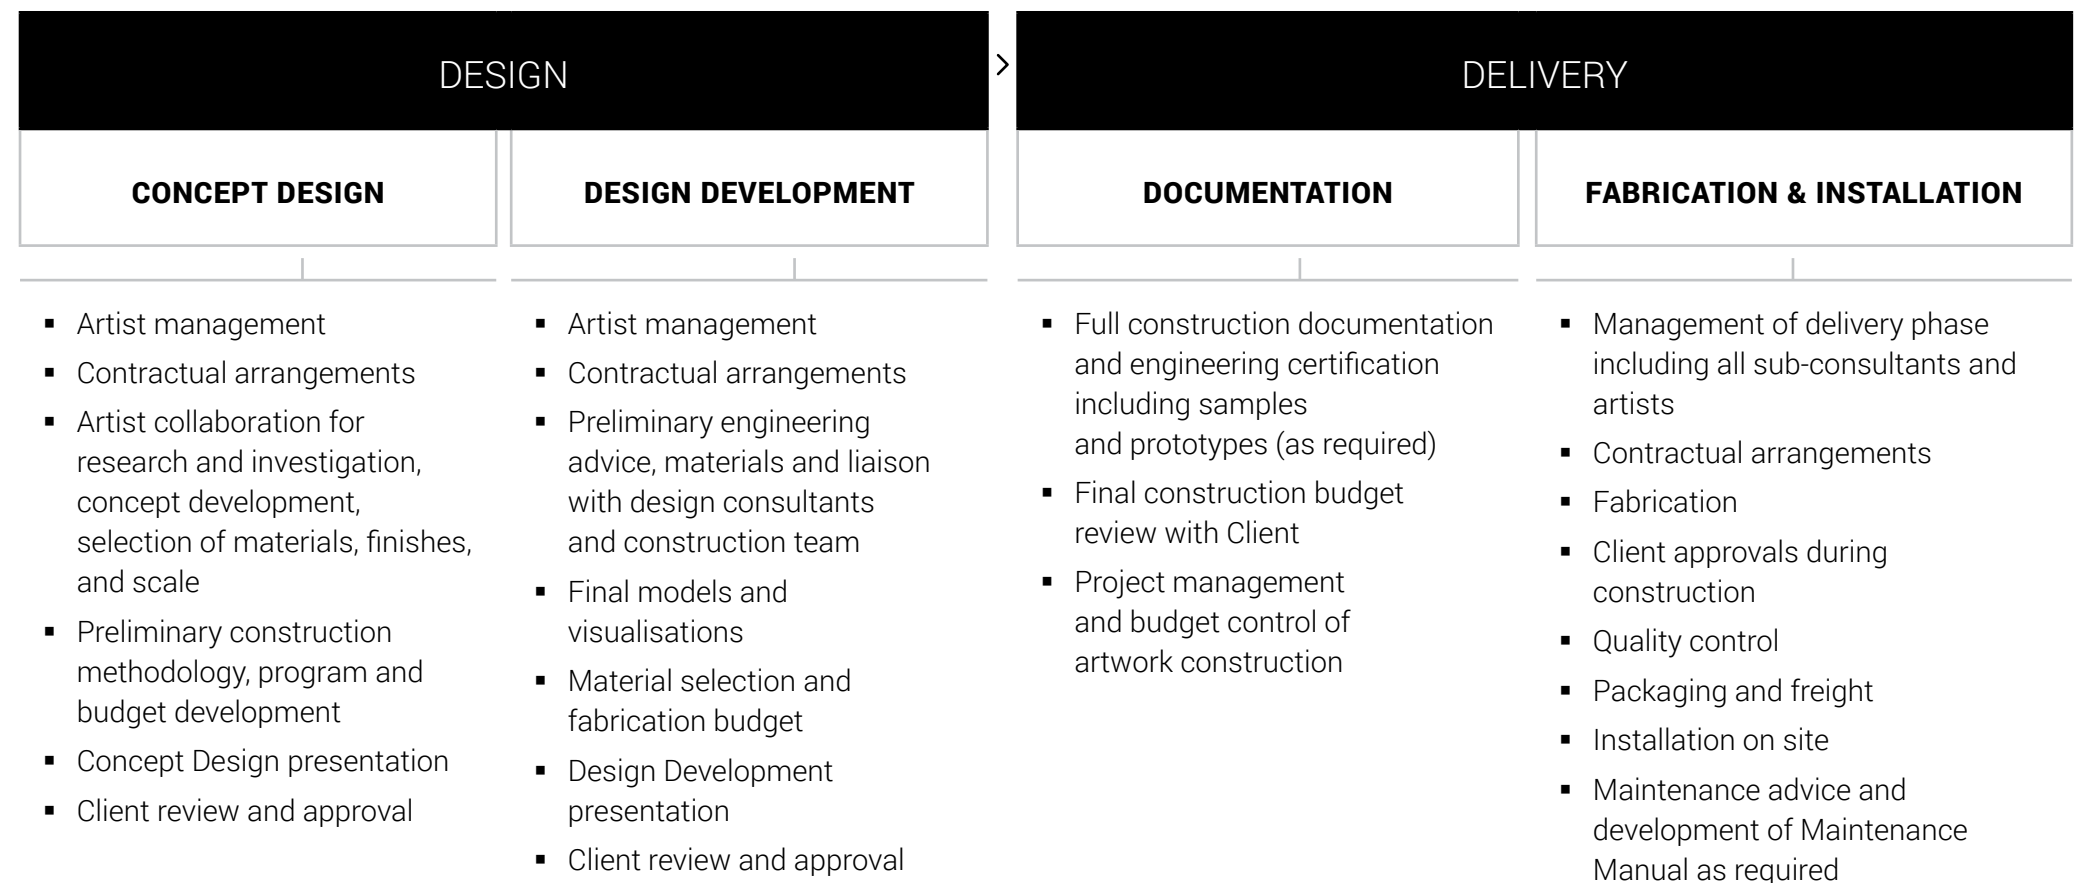 DESIGN
>
DELIVERY
CONCEPT DESIGN
DESIGN DEVELOPMENT
DOCUMENTATION
FABRICATION & INSTALLATION
▪ Artist management
▪ Contractual arrangements
▪ Artist collaboration for
research and investigation,
concept development,
selection of materials, finishes,
and scale
▪ Preliminary construction
methodology, program and
budget development
▪ Concept Design presentation
▪ Client review and approval
▪ Artist management
▪ Contractual arrangements
▪ Preliminary engineering
advice, materials and liaison
with design consultants
and construction team
▪ Final models and
visualisations
▪ Material selection and
fabrication budget
▪ Design Development
presentation
▪ Client review and approval
▪ Full construction documentation
and engineering certification
including samples
and prototypes (as required)
▪ Final construction budget
review with Client
▪ Project management
and budget control of
artwork construction
▪ Management of delivery phase
including all sub-consultants and
artists
▪ Contractual arrangements
▪ Fabrication
▪ Client approvals during
construction
▪ Quality control
▪ Packaging and freight
▪ Installation on site
▪ Maintenance advice and
development of Maintenance
Manual as required